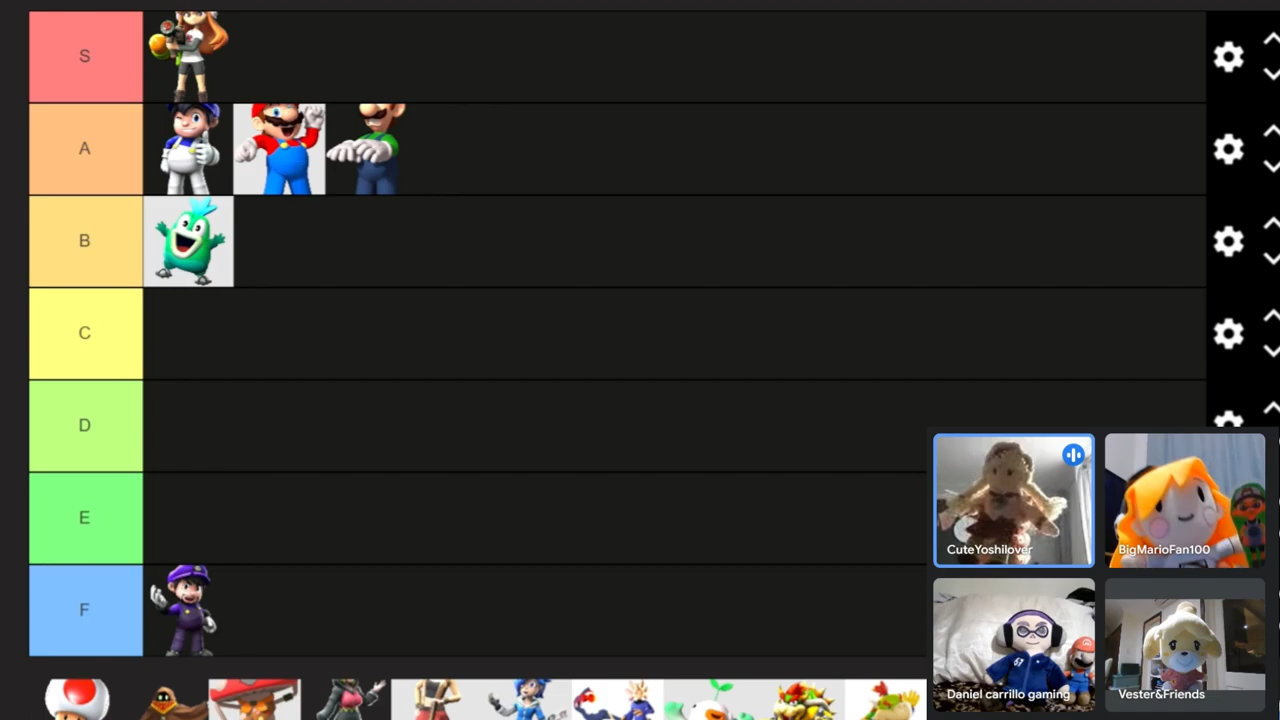 S
A
B
C
D
E
F
CuteYoshilover
BigMarioFan100
Daniel carrillo gaming
Vester&Friends